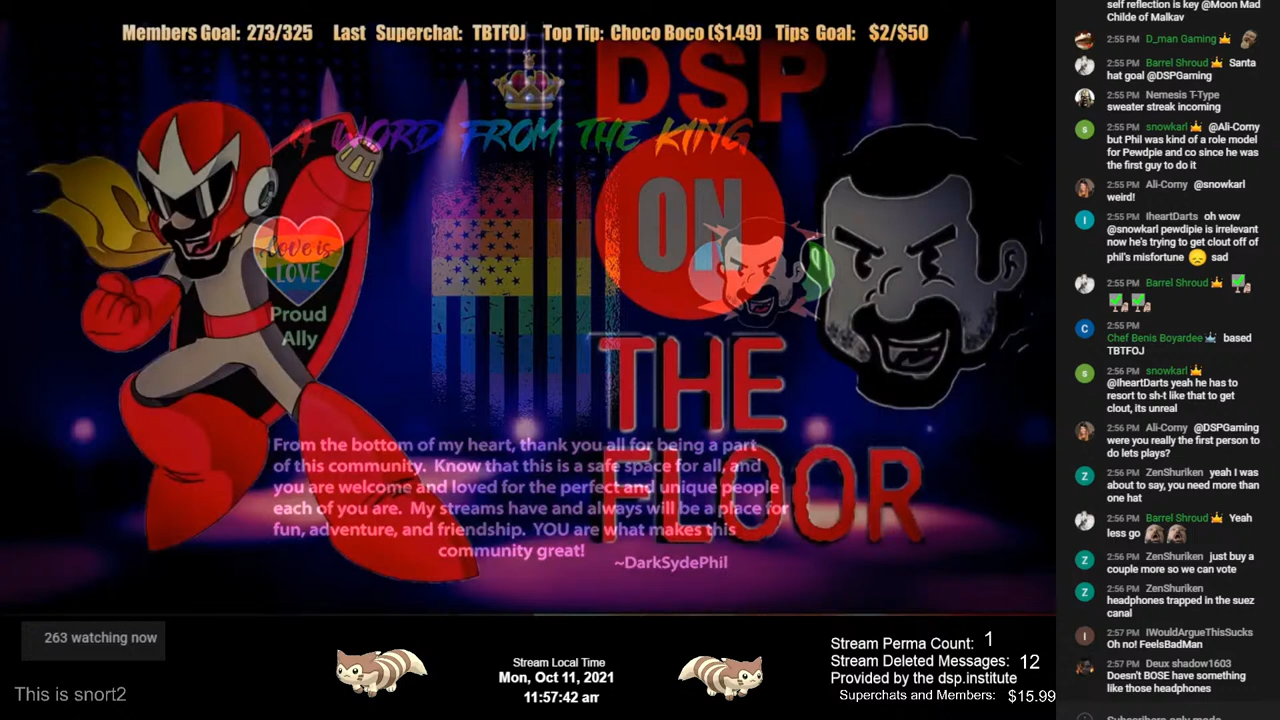 Members Goal: 273/325 Last Superchat: TBTFOJ Top Tip: Choco Boco ($1.49) Tips Goal: $2/$50
DSP
A WORD FROM THE KING
ON
Love is
LOVE
Proud
Ally
THE
FLOOR
From the bottom of my heart, thank you all for being a part
of this community. Know that this is a safe space for all, and
you are welcome and loved for the perfect and unique people
each of you are. My streams have and always will be a place for
fun, adventure, and friendship. YOU are what makes this
community great!
~DarkSydePhil
263 watching now
This is snort2
Stream Local Time
Mon, Oct 11, 2021
11:57:42 am
Stream Perma Count: 1
Stream Deleted Messages: 12
Provided by the dsp.institute
Superchats and Members: $15.99
self reflection is key @Moon Mad
Childe of Malkav
2:55 PM D_man Gaming
2:55 PM Barrel Shroud Santa
hat goal @DSPGaming
2:55 PM Nemesis T-Type
sweater streak incoming
2:55 PM snowkarl @Ali-Corny
but Phil was kind of a role model
for Pewdpie and co since he was
the first guy to do it
2:55 PM Ali-Corny @snowkarl
weird!
2:55 PM IheartDarts oh wow
@snowkarl pewdipie is irrelevant
now he's trying to get clout off of
phil's misfortune sad
2:55 PM Barrel Shroud
2:55 PM
Chef Benis Boyardee based
TBTFOJ
2:56 PM snowkarl
@IheartDarts yeah he has to
resort to sh-t like that to get
clout, its unreal
2:56 PM Ali-Corny @DSPGaming
were you really the first person to
do lets plays?
2:56 PM ZenShuriken yeah I was
about to say, you need more than
one hat
2:56 PM Barrel Shroud Yeah
less go
2:56 PM ZenShuriken just buy a
couple more so we can vote
2:56 PM ZenShuriken
headphones trapped in the suez
canal
2:57 PM IWouldArgueThisSucks
Oh no! FeelsBadMan
2:57 PM Deux shadow1603
Doesn't BOSE have something
like those headphones
Subscribers-only mode